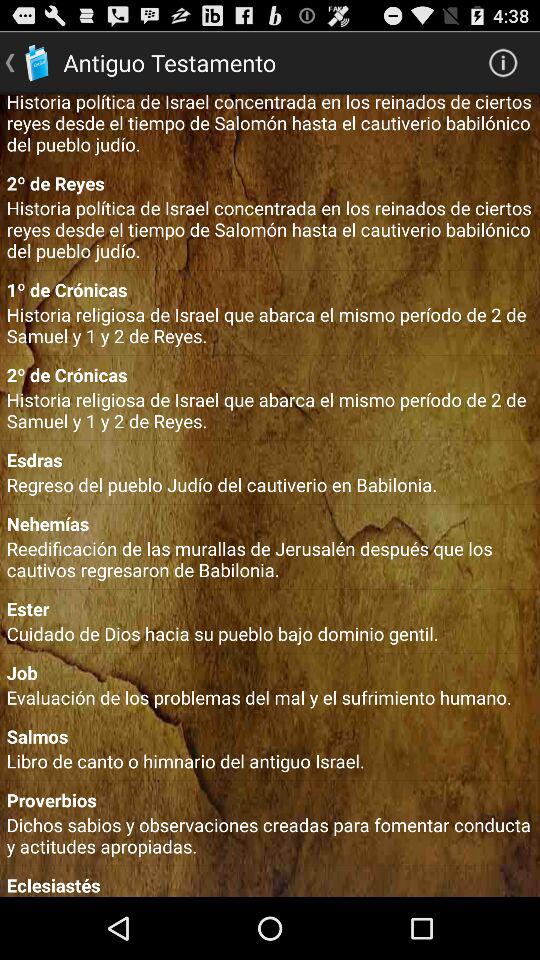 4:38
Antiguo Testamento
Historia política de Israel concentrada en los reinados de ciertos
reyes desde el tiempo de Salomón hasta el cautiverio babilónico
del pueblo judío.
2º de Reyes
Historia política de Israel concentrada en los reinados de ciertos
reyes desde el tiempo de Salomón hasta el cautiverio babilónico
del pueblo judío.
1º de Crónicas
Historia religiosa de Israel que abarca el mismo período de 2 de
Samuel y 1 y 2 de Reyes.
2º de Crónicas
Historia religiosa de Israel que abarca el mismo período de 2 de
Samuel y 1 y 2 de Reyes.
Esdras
Regreso del pueblo Judío del cautiverio en Babilonia.
Nehemías
Reedificación de las murallas de Jerusalén después que los
cautivos regresaron de Babilonia.
Ester
Cuidado de Dios hacia su pueblo bajo dominio gentil.
Job
Evaluación de los problemas del mal y el sufrimiento humano.
Salmos
Libro de canto o himnario del antiguo Israel.
Proverbios
Dichos sabios y observaciones creadas para fomentar conducta
y actitudes apropiadas.
Eclesiastés